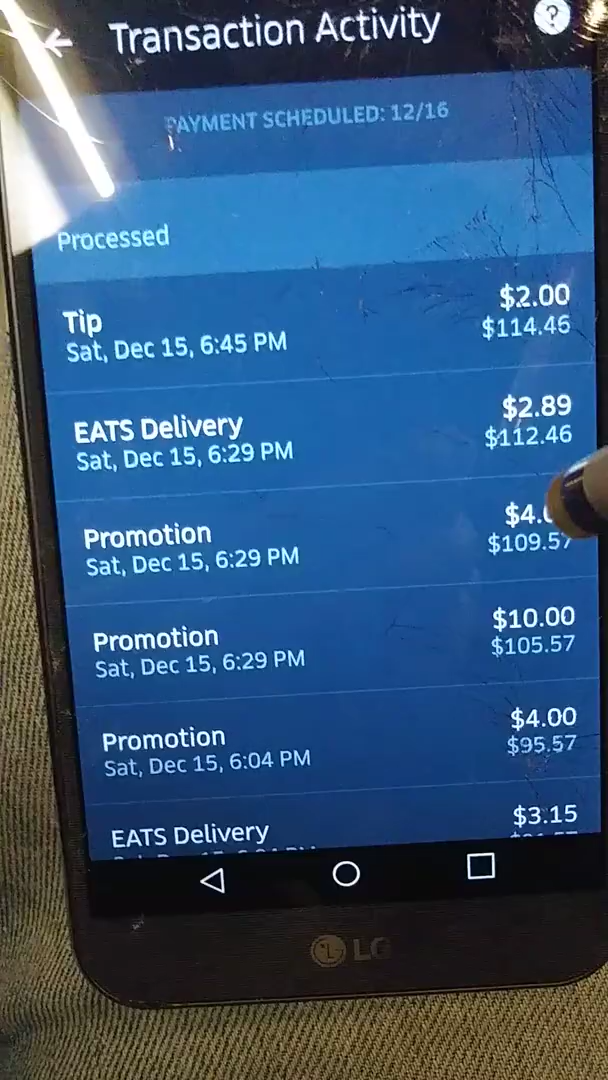 Transaction Activity
?
PAYMENT SCHEDULED: 12/16
Processed
Tip
$2.00
Sat, Dec 15, 6:45 PM
$114.46
EATS Delivery
$2.89
Sat, Dec 15, 6:29 PM
$112.46
Promotion
$4.
Sat, Dec 15, 6:29 PM
$109.57
Promotion
$10.00
Sat, Dec 15, 6:29 PM
$105.57
Promotion
$4.00
Sat, Dec 15, 6:04 PM
$95.57
EATS Delivery
$3.15
LG